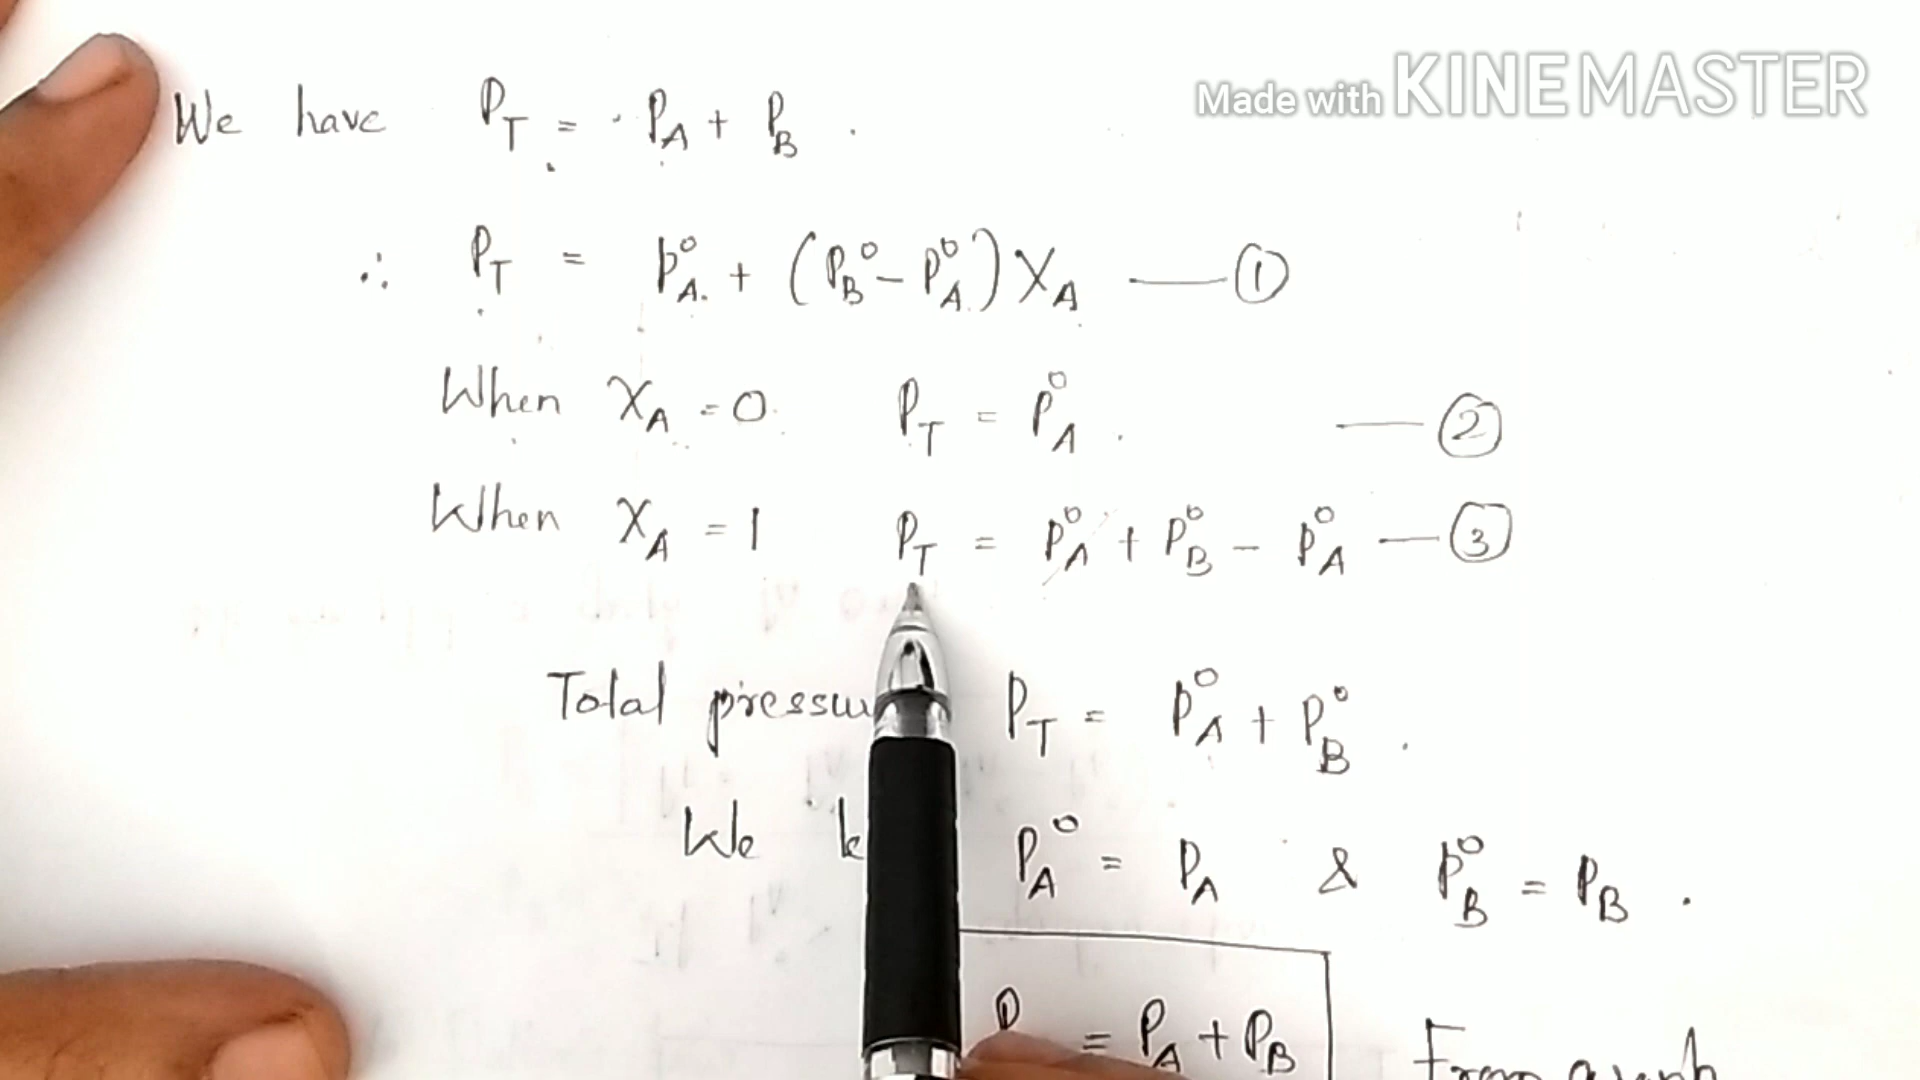 Made with KINEMASTER
We have P_T = P_A + P_B .
∴ P_T = P°_A + (P°_B − P°_A) X_A —— ①
When X_A = 0 P_T = P°_A . —— ②
When X_A = 1 P_T = P°_A + P°_B − P°_A —— ③
Total P_T = P°_A + P°_B .
We P°_A = P_A & P°_B = P_B .
P = P_A + P_B From